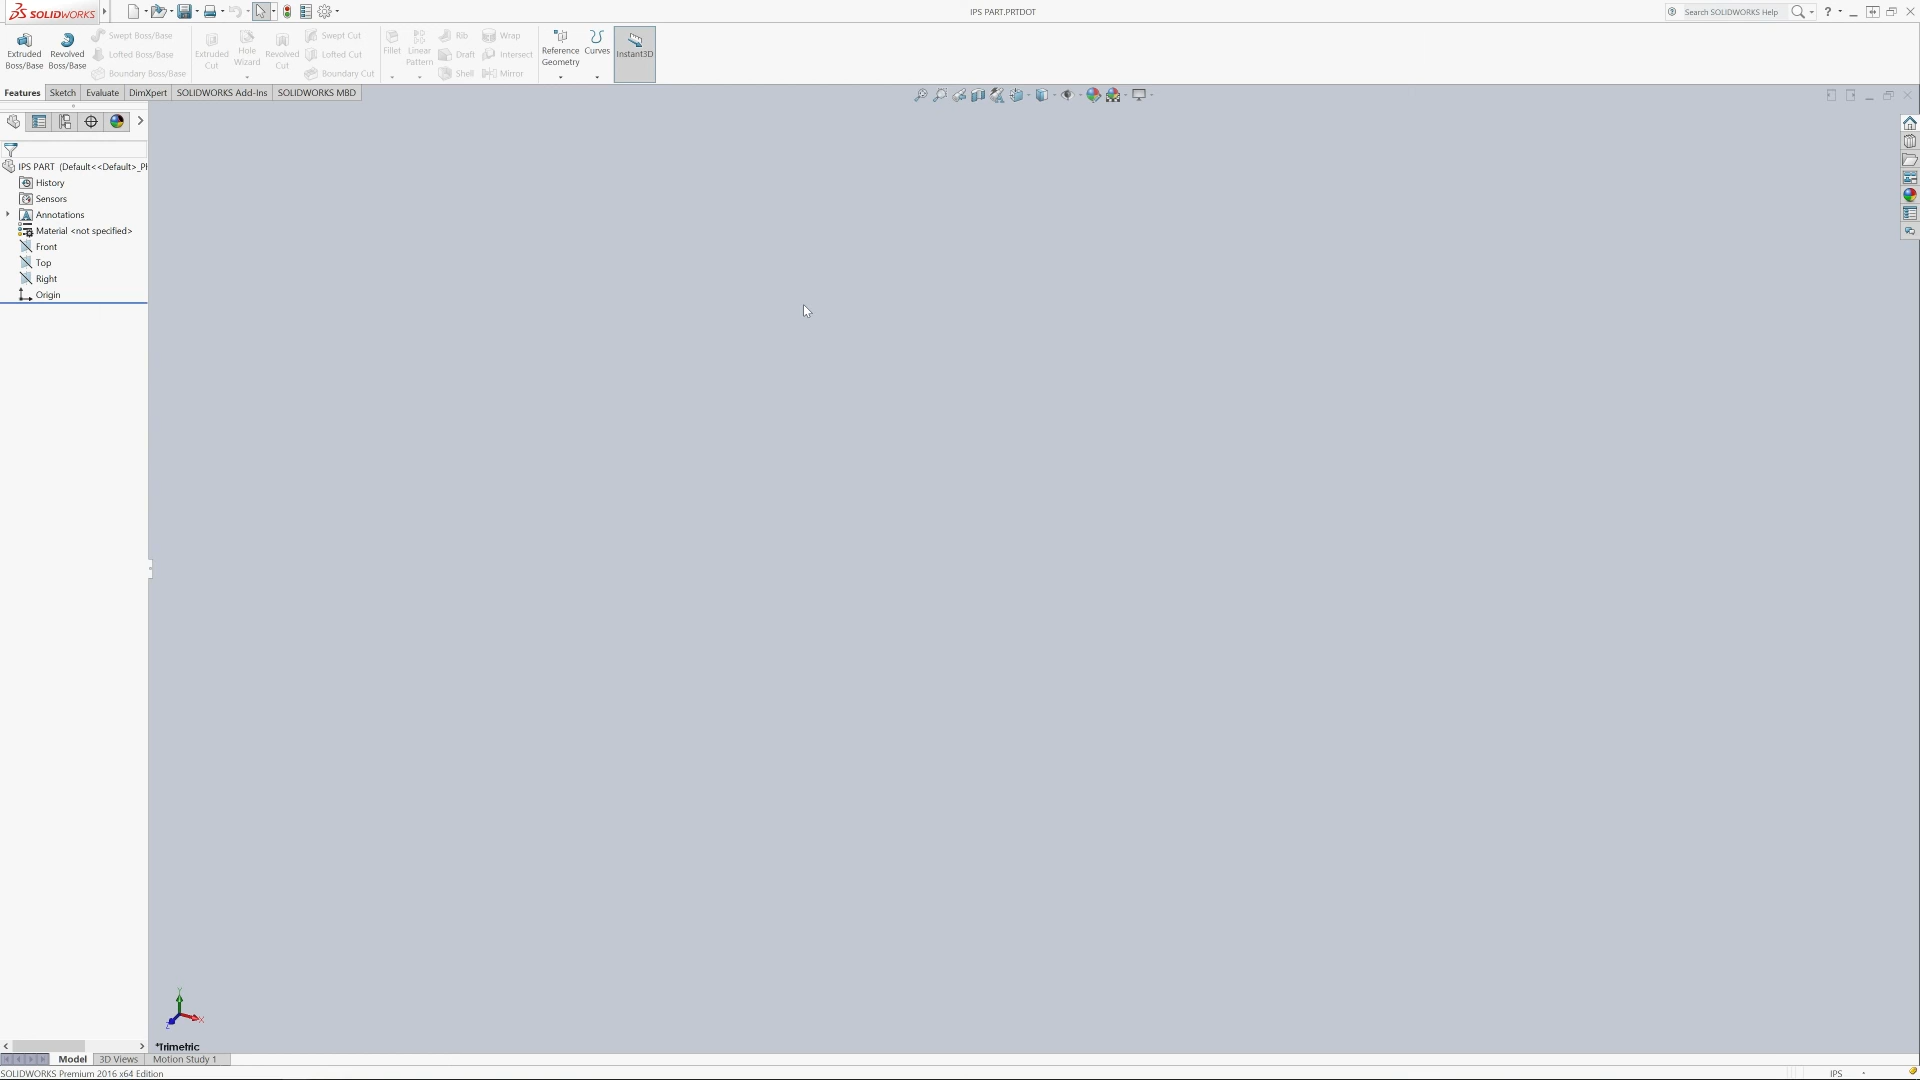 SOLIDWORKS
IPS PART.PRTDOT
Search SOLIDWORKS Help
?
Extruded Boss/Base
Revolved Boss/Base
Swept Boss/Base
Lofted Boss/Base
Boundary Boss/Base
Extruded Cut
Hole Wizard
Revolved Cut
Swept Cut
Lofted Cut
Boundary Cut
Fillet
Linear Pattern
Rib
Draft
Shell
Wrap
Intersect
Mirror
Reference Geometry
Curves
Instant3D
Features
Sketch
Evaluate
DimXpert
SOLIDWORKS Add-Ins
SOLIDWORKS MBD
IPS PART (Default<<Default>_Ph
History
Sensors
Annotations
Material <not specified>
Front
Top
Right
Origin
Y
X
Z
*Trimetric
Model
3D Views
Motion Study 1
SOLIDWORKS Premium 2016 x64 Edition
IPS